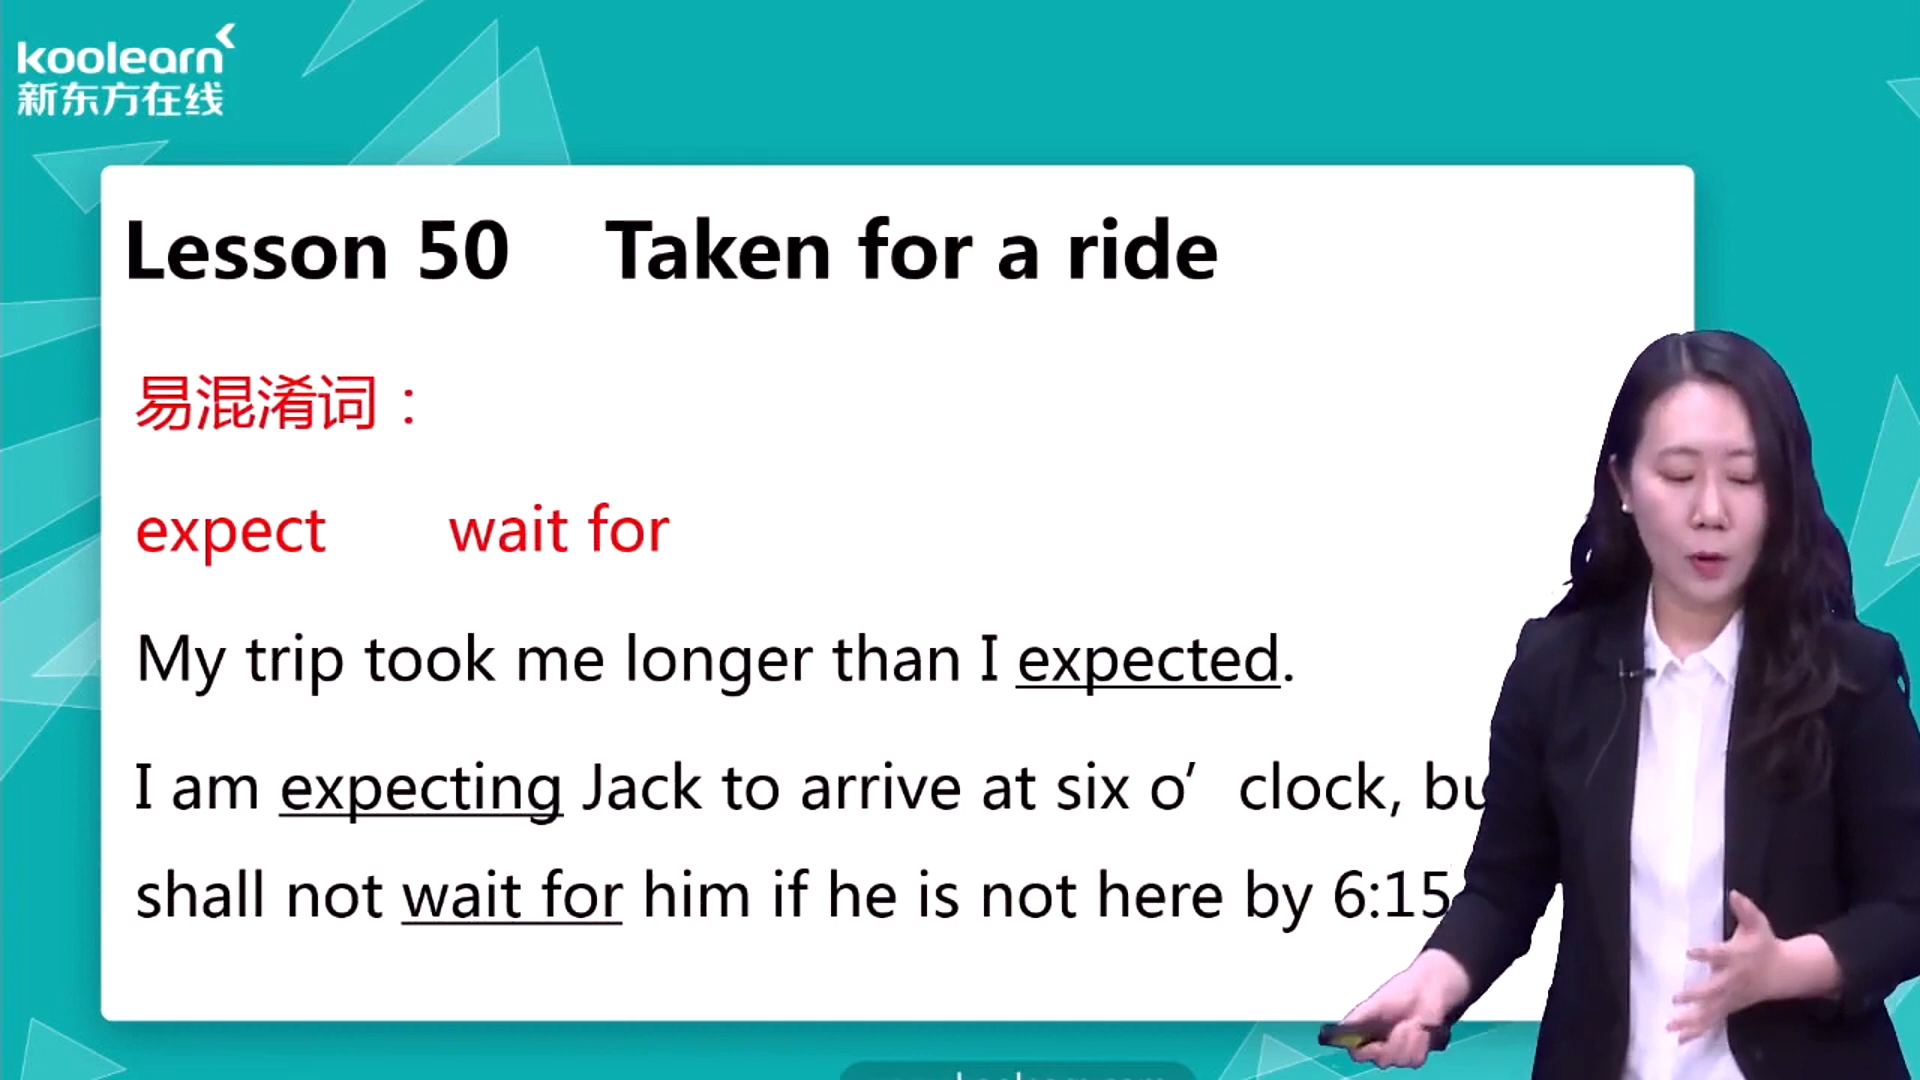 koolearn
新东方在线
Lesson 50 Taken for a ride
易混淆词：
expect wait for
My trip took me longer than I expected.
I am expecting Jack to arrive at six o’clock,
shall not wait for him if he is not here by 6:15